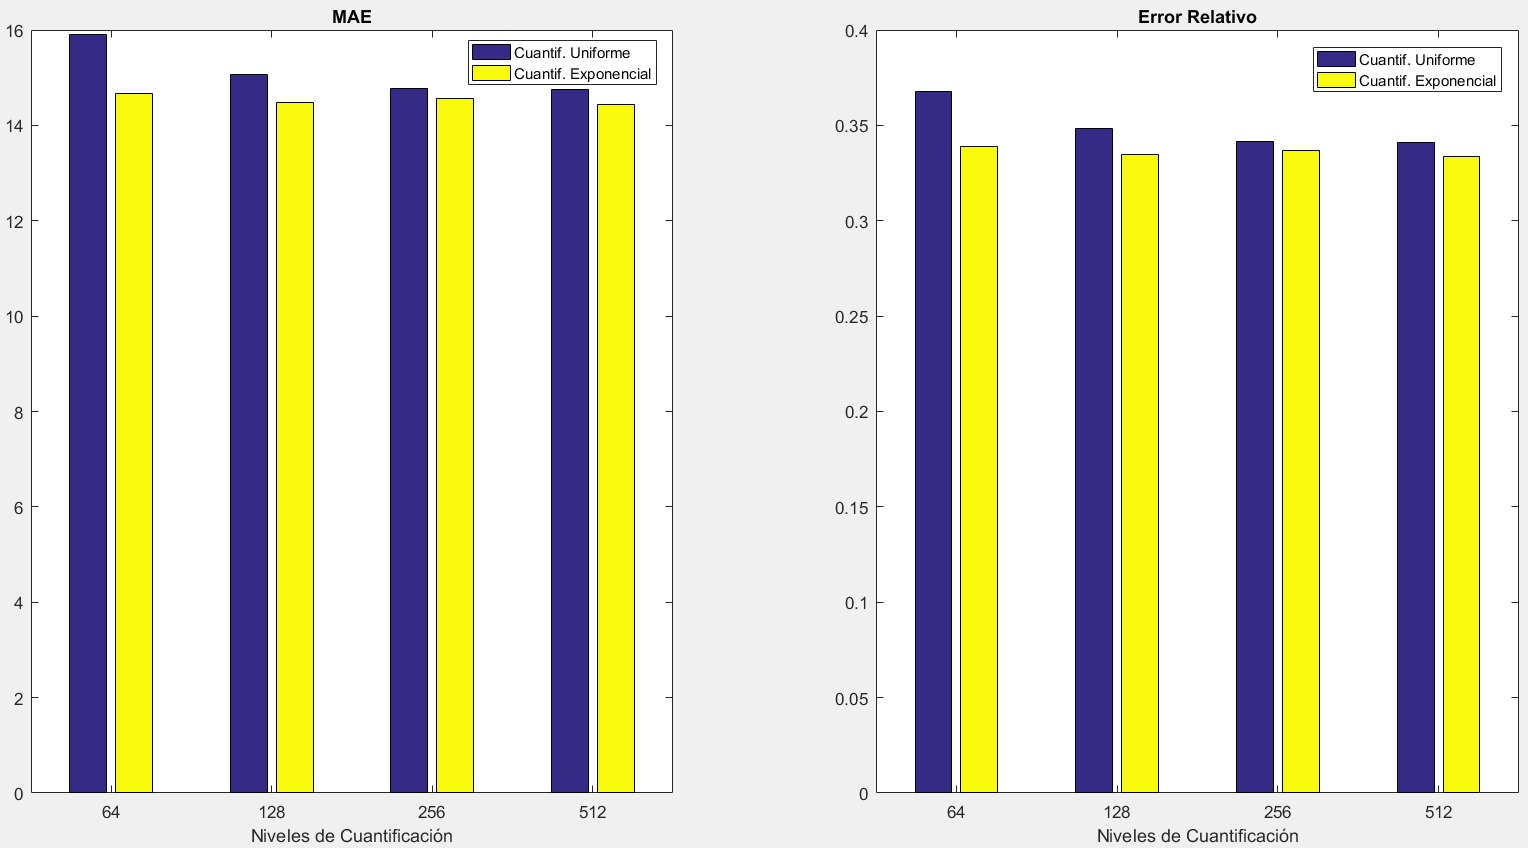 MAE
16
14
12
10
8
6
4
2
0
Cuantif. Uniforme
Cuantif. Exponencial
64 128 256 512
Niveles de Cuantificación
Error Relativo
0.4
0.35
0.3
0.25
0.2
0.15
0.1
0.05
0
Cuantif. Uniforme
Cuantif. Exponencial
64 128 256 512
Niveles de Cuantificación